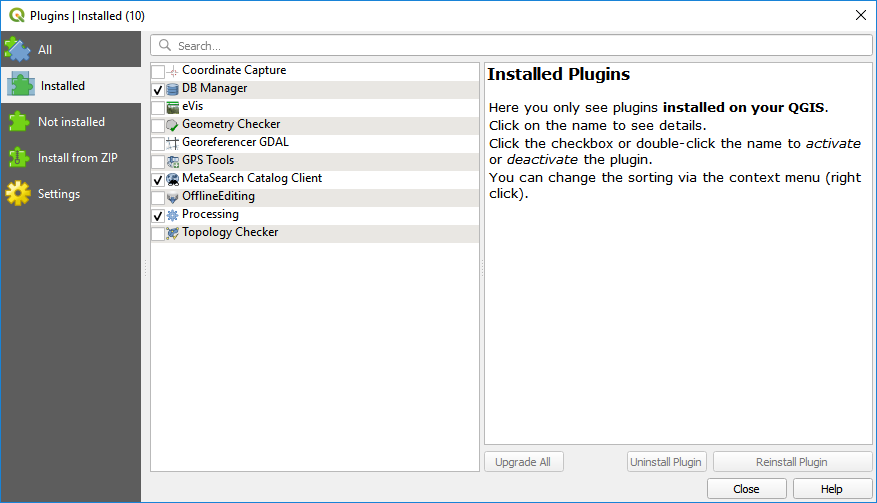 Plugins | Installed (10)
All
Installed
Not installed
Install from ZIP
Settings
Search...
Coordinate Capture
DB Manager
eVis
Geometry Checker
Georeferencer GDAL
GPS Tools
MetaSearch Catalog Client
OfflineEditing
Processing
Topology Checker
Installed Plugins
Here you only see plugins installed on your QGIS.
Click on the name to see details.
Click the checkbox or double-click the name to activate
or deactivate the plugin.
You can change the sorting via the context menu (right
click).
Upgrade All
Uninstall Plugin
Reinstall Plugin
Close
Help